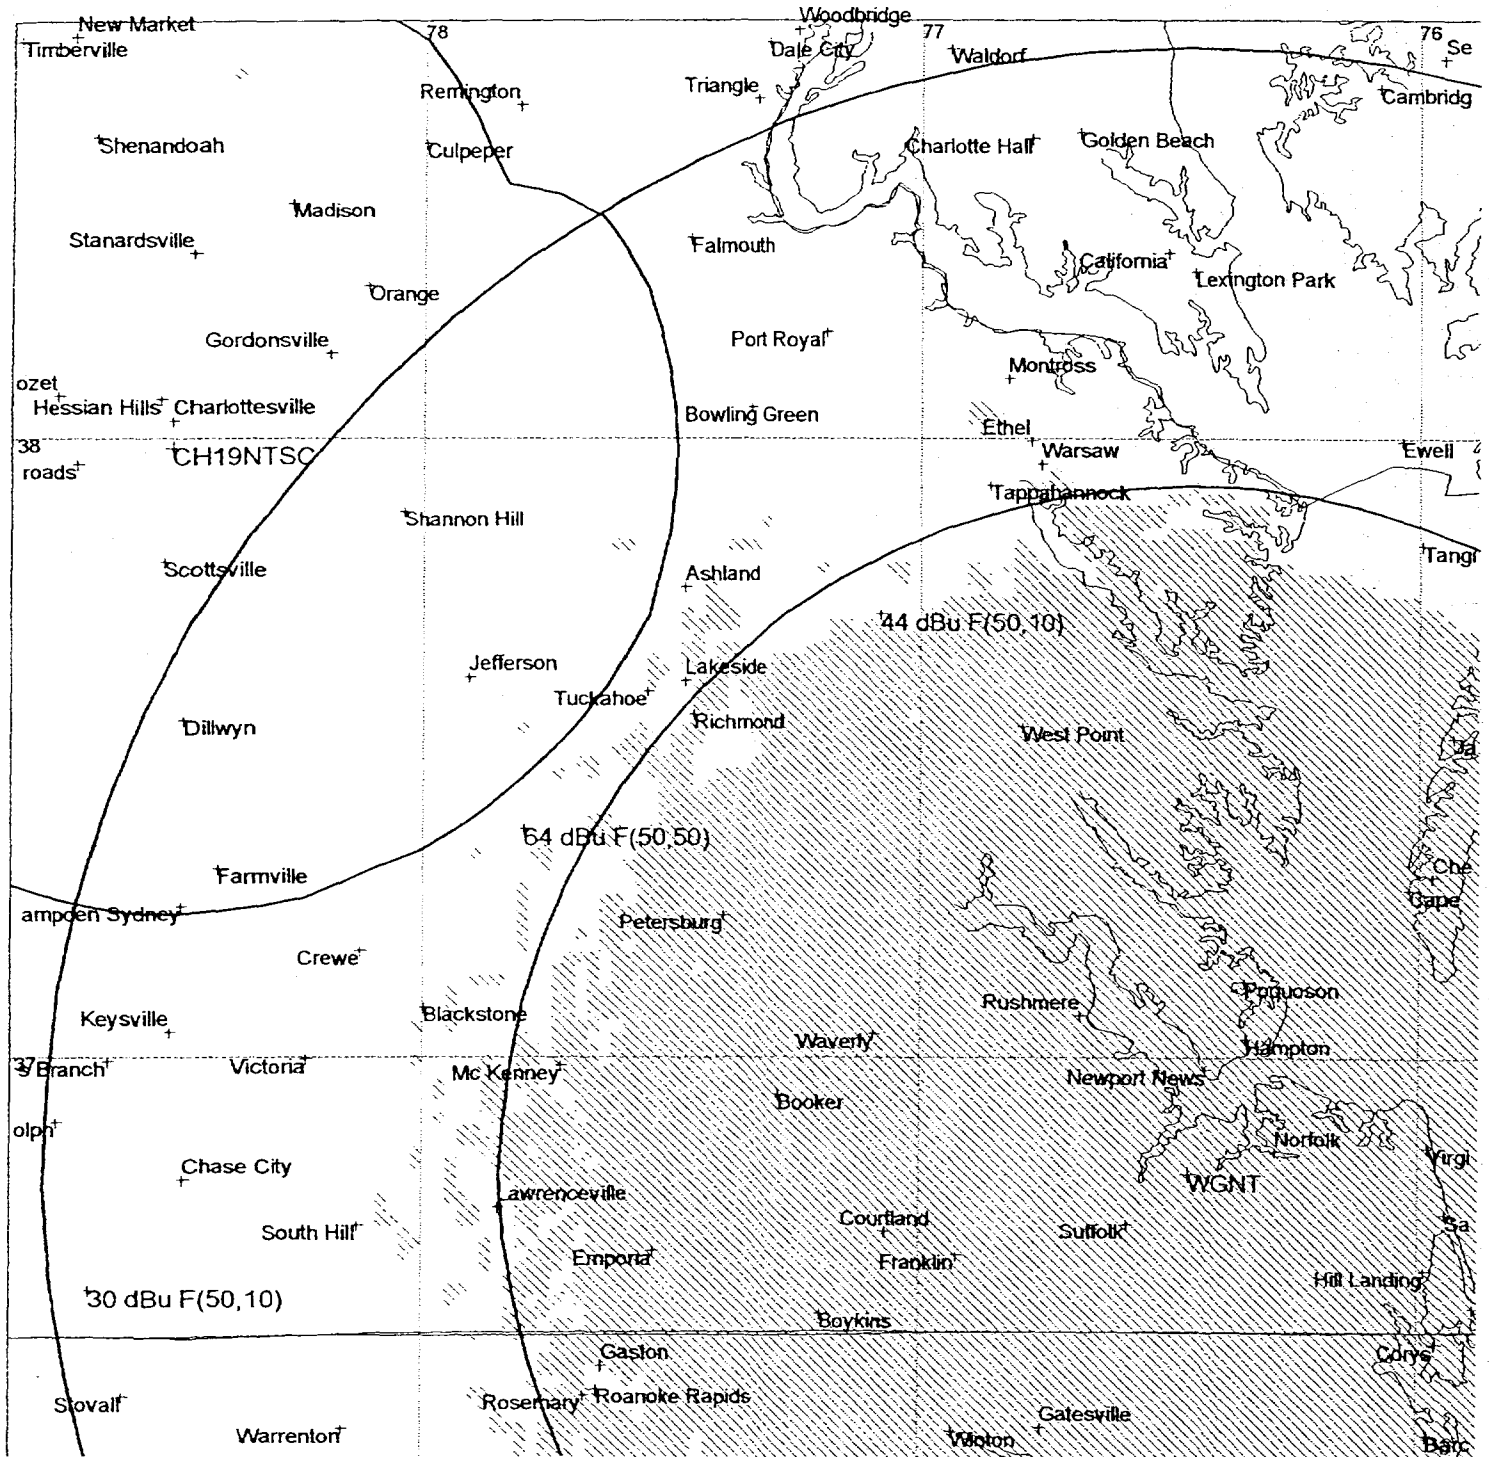 New Market
Woodbridge
78
77
76
Timberville
Dale City
Waldorf
Se
Remington
Triangle
Cambridg
Shenandoah
Culpeper
Charlotte Hall
Golden Beach
Madison
Stanardsville
Falmouth
California
Lexington Park
Orange
Gordonsville
Port Royal
Montross
ozet
Hessian Hills
Charlottesville
Bowling Green
Ethel
38
CH19NTSC
Warsaw
Ewell
roads
Tappahannock
Shannon Hill
Scottsville
Ashland
Tangi
44 dBu F(50,10)
Jefferson
Lakeside
Tuckahoe
Richmond
Dillwyn
West Point
Ja
64 dBu F(50,50)
Farmville
Che
Cape
ampden Sydney
Petersburg
Crewe
Poquoson
Rushmere
Keysville
Blackstone
Waverly
Hampton
37
s Branch
Victoria
Mc Kenney
Newport News
Booker
olph
Norfolk
Chase City
Virgi
WGNT
awrenceville
South Hill
Courtland
Suffolk
Sa
Emporia
Franklin
Hill Landing
30 dBu F(50,10)
Boykins
Gaston
Corys
Stovall
Rosemary
Roanoke Rapids
Warrenton
Gatesville
Winton
Barc